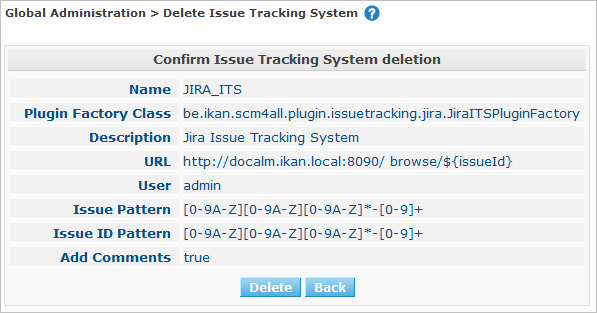 Global Administration > Delete Issue Tracking System ?
Confirm Issue Tracking System deletion
Name JIRA_ITS
Plugin Factory Class be.ikan.scm4all.plugin.issuetracking.jira.JiraITSPluginFactory
Description Jira Issue Tracking System
URL http://docalm.ikan.local:8090/ browse/${issueId}
User admin
Issue Pattern [0-9A-Z][0-9A-Z][0-9A-Z]*-[0-9]+
Issue ID Pattern [0-9A-Z][0-9A-Z][0-9A-Z]*-[0-9]+
Add Comments true
Delete Back